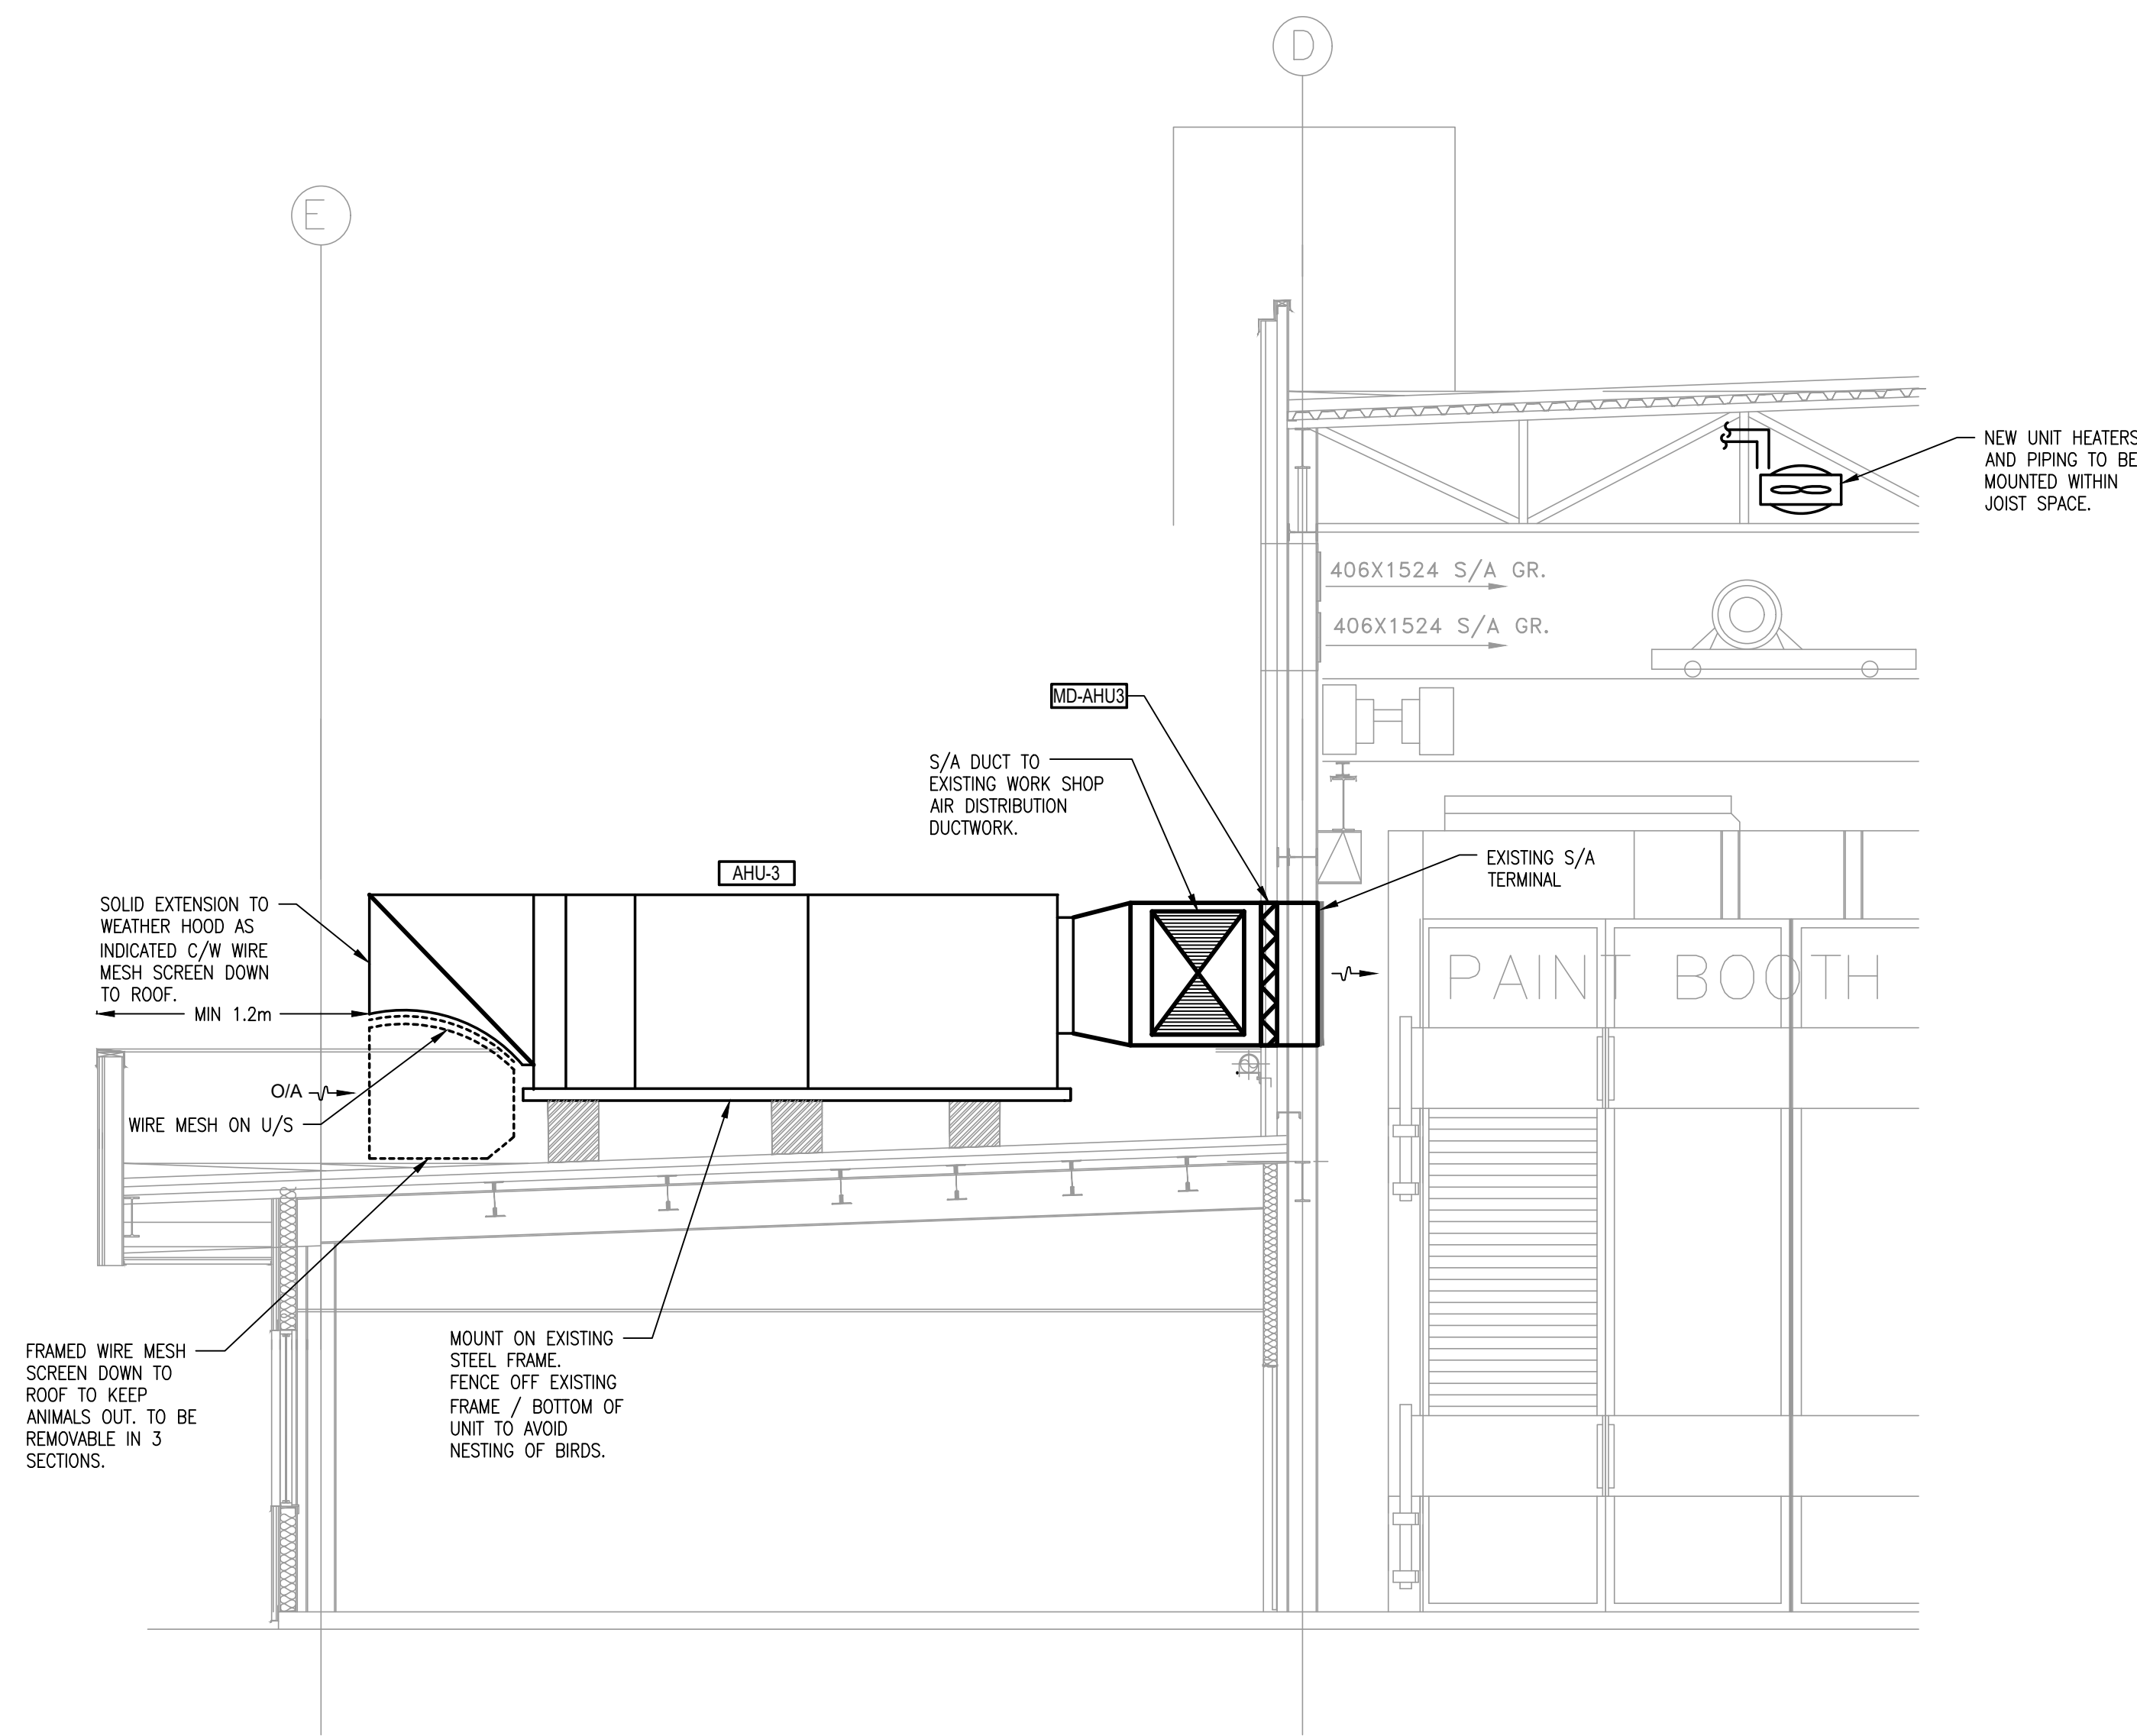 D
E
NEW UNIT HEATERS
AND PIPING TO BE
MOUNTED WITHIN
JOIST SPACE.
406X1524 S/A GR.
406X1524 S/A GR.
MD-AHU3
S/A DUCT TO
EXISTING WORK SHOP
AIR DISTRIBUTION
DUCTWORK.
EXISTING S/A
TERMINAL
AHU-3
SOLID EXTENSION TO
WEATHER HOOD AS
INDICATED C/W WIRE
MESH SCREEN DOWN
TO ROOF.
MIN 1.2m
PAINT BOOTH
O/A
WIRE MESH ON U/S
FRAMED WIRE MESH
SCREEN DOWN TO
ROOF TO KEEP
ANIMALS OUT. TO BE
REMOVABLE IN 3
SECTIONS.
MOUNT ON EXISTING
STEEL FRAME.
FENCE OFF EXISTING
FRAME / BOTTOM OF
UNIT TO AVOID
NESTING OF BIRDS.